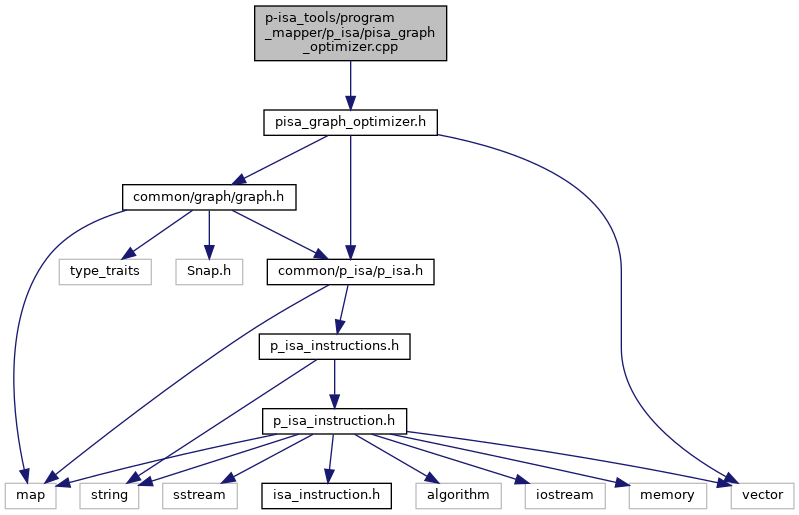 p-isa_tools/program
_mapper/p_isa/pisa_graph
_optimizer.cpp
pisa_graph_optimizer.h
common/graph/graph.h
type_traits
Snap.h
common/p_isa/p_isa.h
p_isa_instructions.h
p_isa_instruction.h
map
string
sstream
isa_instruction.h
algorithm
iostream
memory
vector